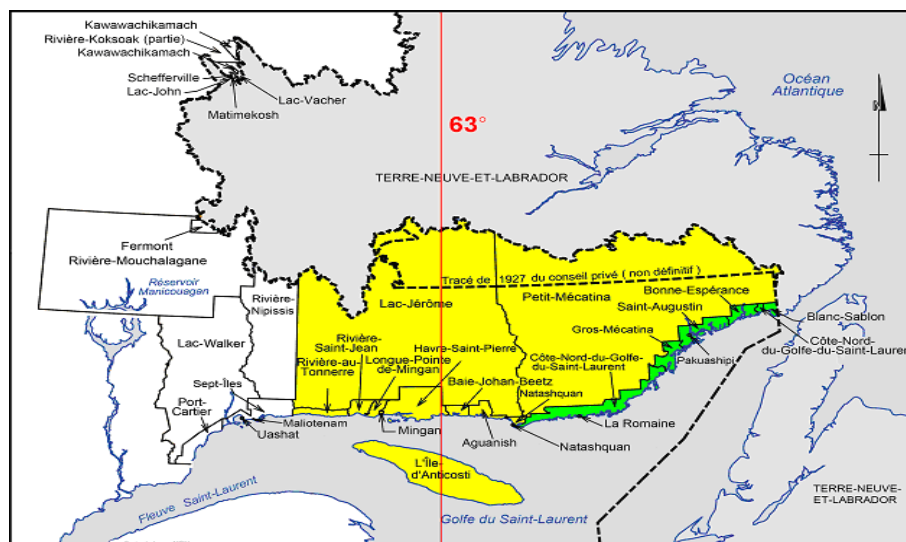 Kawawachikamach
Rivière-Koksoak (partie)
Kawawachikamach
Schefferville
Lac-John
Lac-Vacher
Matimekosh
63°
Océan
Atlantique
N
TERRE-NEUVE-ET-LABRADOR
Fermont
Rivière-Mouchalagane
Réservoir
Manicouagan
Rivière-
Nipissis
Tracé de 1927 du conseil privé ( non définitif )
Lac-Jérôme
Petit-Mécatina
Bonne-Espérance
Saint-Augustin
Blanc-Sablon
Gros-Mécatina
Côte-Nord-
du-Golfe-du-Saint-Laurent
Pakuashipi
Lac-Walker
Rivière-
Saint-Jean
Rivière-au-
Tonnerre
Longue-Pointe
de-Mingan
Havre-Saint-Pierre
Côte-Nord-du-Golfe-
du-Saint-Laurent
Baie-Johan-Beetz
Natashquan
Sept-Îles
Port-
Cartier
Maliotenam
Uashat
Mingan
Aguanish
La Romaine
Natashquan
L'Île-
d'Anticosti
Fleuve Saint-Laurent
Golfe du Saint-Laurent
TERRE-NEUVE-
ET-LABRADOR